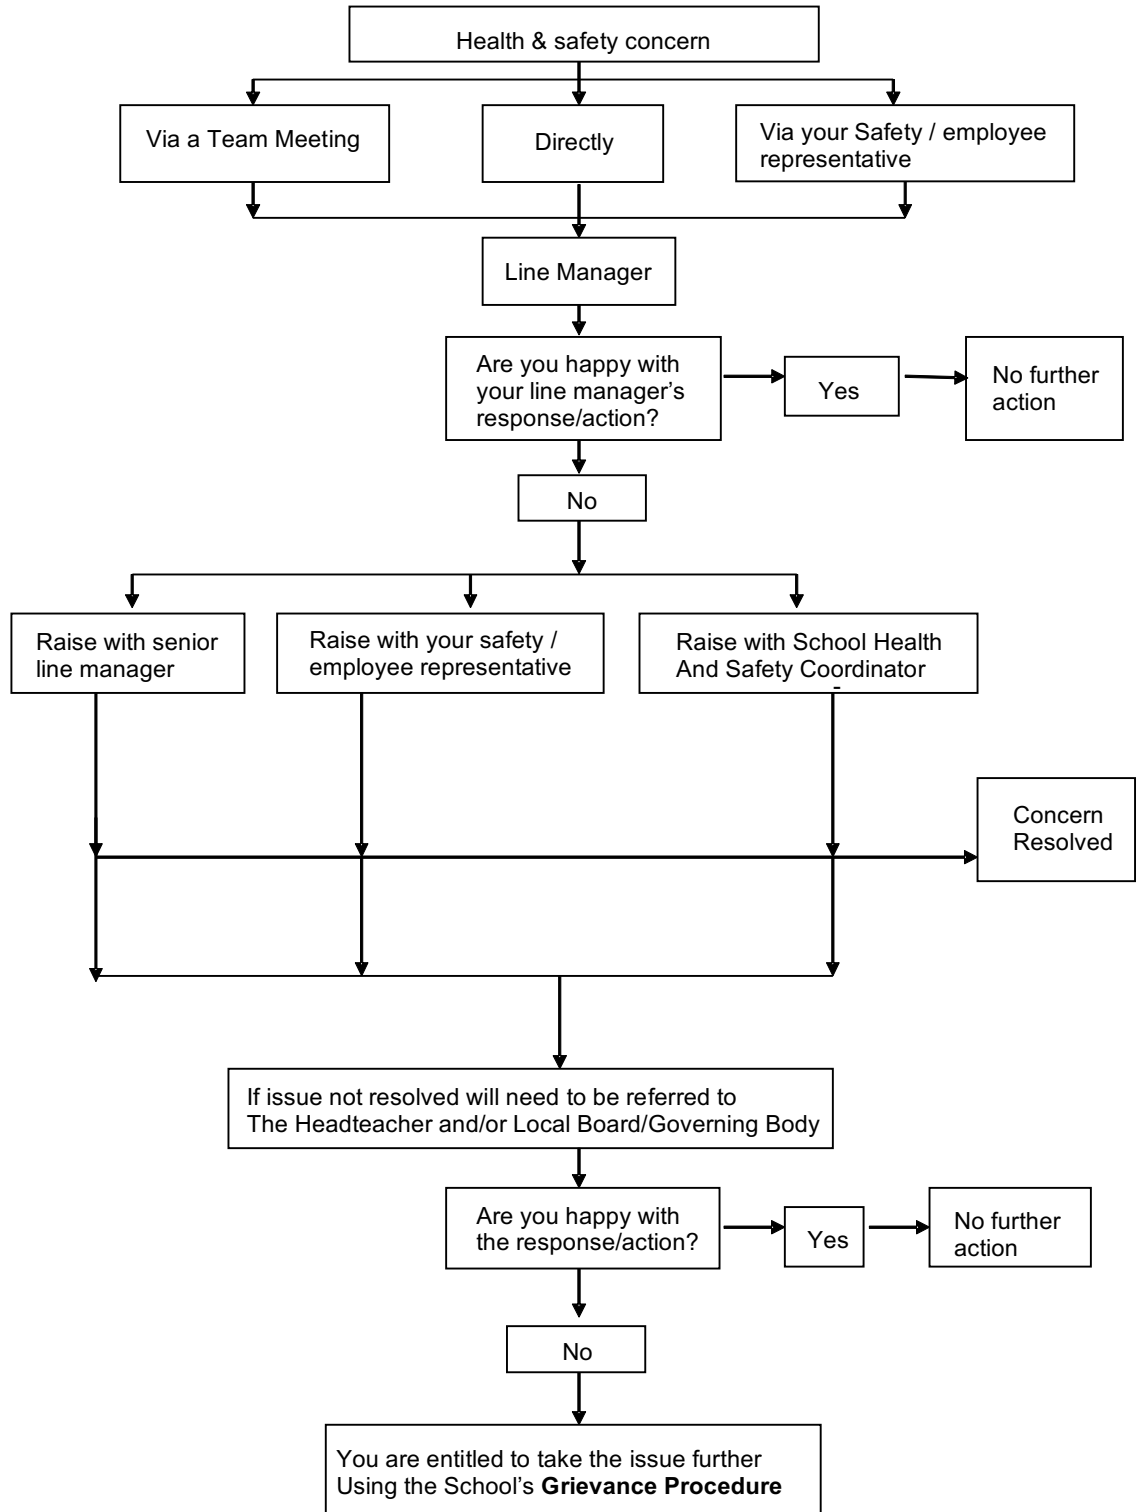 Health & safety concern
Via a Team Meeting
Directly
Via your Safety / employee
representative
Line Manager
Are you happy with
your line manager's
response/action?
Yes
No further
action
No
Raise with senior
line manager
Raise with your safety /
employee representative
Raise with School Health
And Safety Coordinator
-
Concern
Resolved
If issue not resolved will need to be referred to
The Headteacher and/or Local Board/Governing Body
Are you happy with
the response/action?
Yes
No further
action
No
You are entitled to take the issue further
Using the School's Grievance Procedure